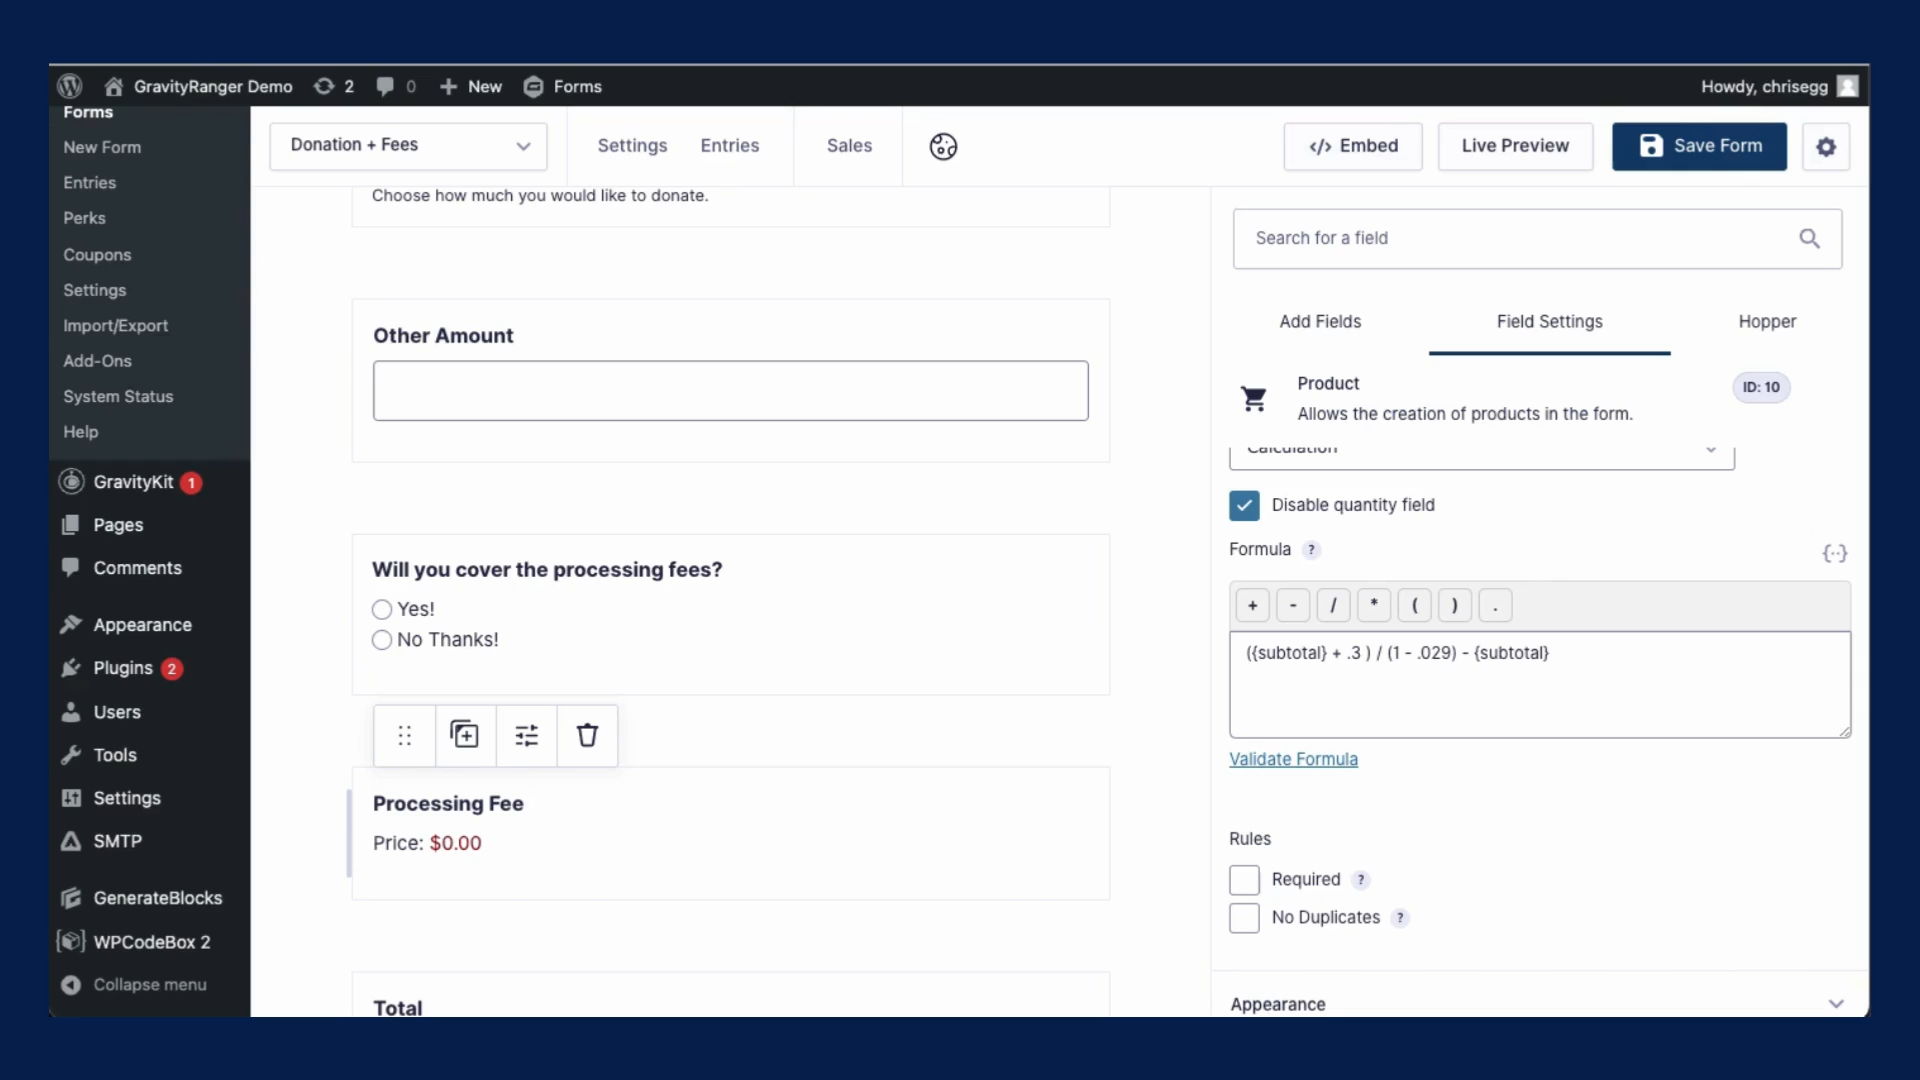 GravityRanger Demo
2
0
New
Forms
Howdy, chrisegg
Forms
New Form
Entries
Perks
Coupons
Settings
Import/Export
Add-Ons
System Status
Help
GravityKit 1
Pages
Comments
Appearance
Plugins 2
Users
Tools
Settings
SMTP
GenerateBlocks
WPCodeBox 2
Collapse menu
Donation + Fees
Settings
Entries
Sales
</> Embed
Live Preview
Save Form
Choose how much you would like to donate.
Other Amount
Will you cover the processing fees?
Yes!
No Thanks!
Processing Fee
Price: $0.00
Total
Search for a field
Add Fields
Field Settings
Hopper
Product
ID: 10
Allows the creation of products in the form.
Calculation
Disable quantity field
Formula ?
{··}
+ - / * ( ) .
({subtotal} + .3 ) / (1 - .029) - {subtotal}
Validate Formula
Rules
Required ?
No Duplicates ?
Appearance